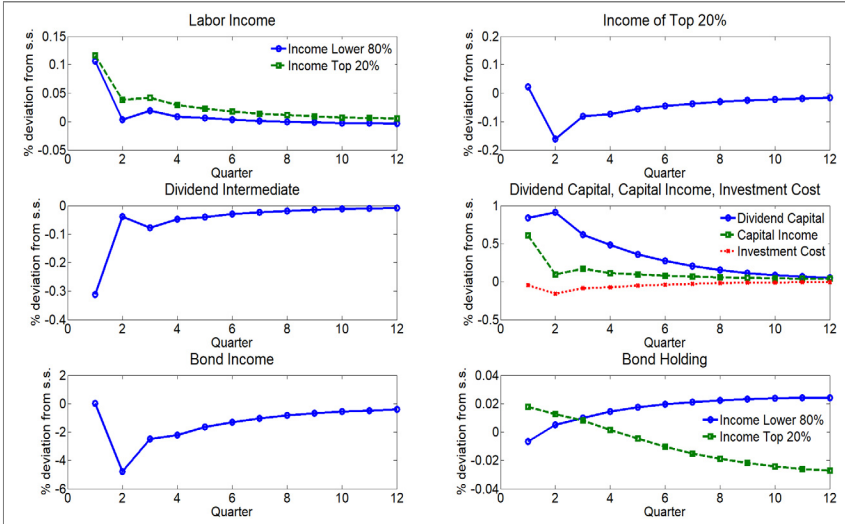 Labor Income
% deviation from s.s.
0.15
0.1
0.05
0
-0.05
Income Lower 80%
Income Top 20%
0 2 4 6 8 10 12
Quarter
Income of Top 20%
% deviation from s.s.
0.2
0.1
0
-0.1
-0.2
0 2 4 6 8 10 12
Quarter
Dividend Intermediate
% deviation from s.s.
0
-0.1
-0.2
-0.3
-0.4
0 2 4 6 8 10 12
Quarter
Dividend Capital, Capital Income, Investment Cost
% deviation from s.s.
1
0.5
0
-0.5
Dividend Capital
Capital Income
Investment Cost
0 2 4 6 8 10 12
Quarter
Bond Income
% deviation from s.s.
2
0
-2
-4
-6
0 2 4 6 8 10 12
Quarter
Bond Holding
% deviation from s.s.
0.04
0.02
0
-0.02
-0.04
Income Lower 80%
Income Top 20%
0 2 4 6 8 10 12
Quarter